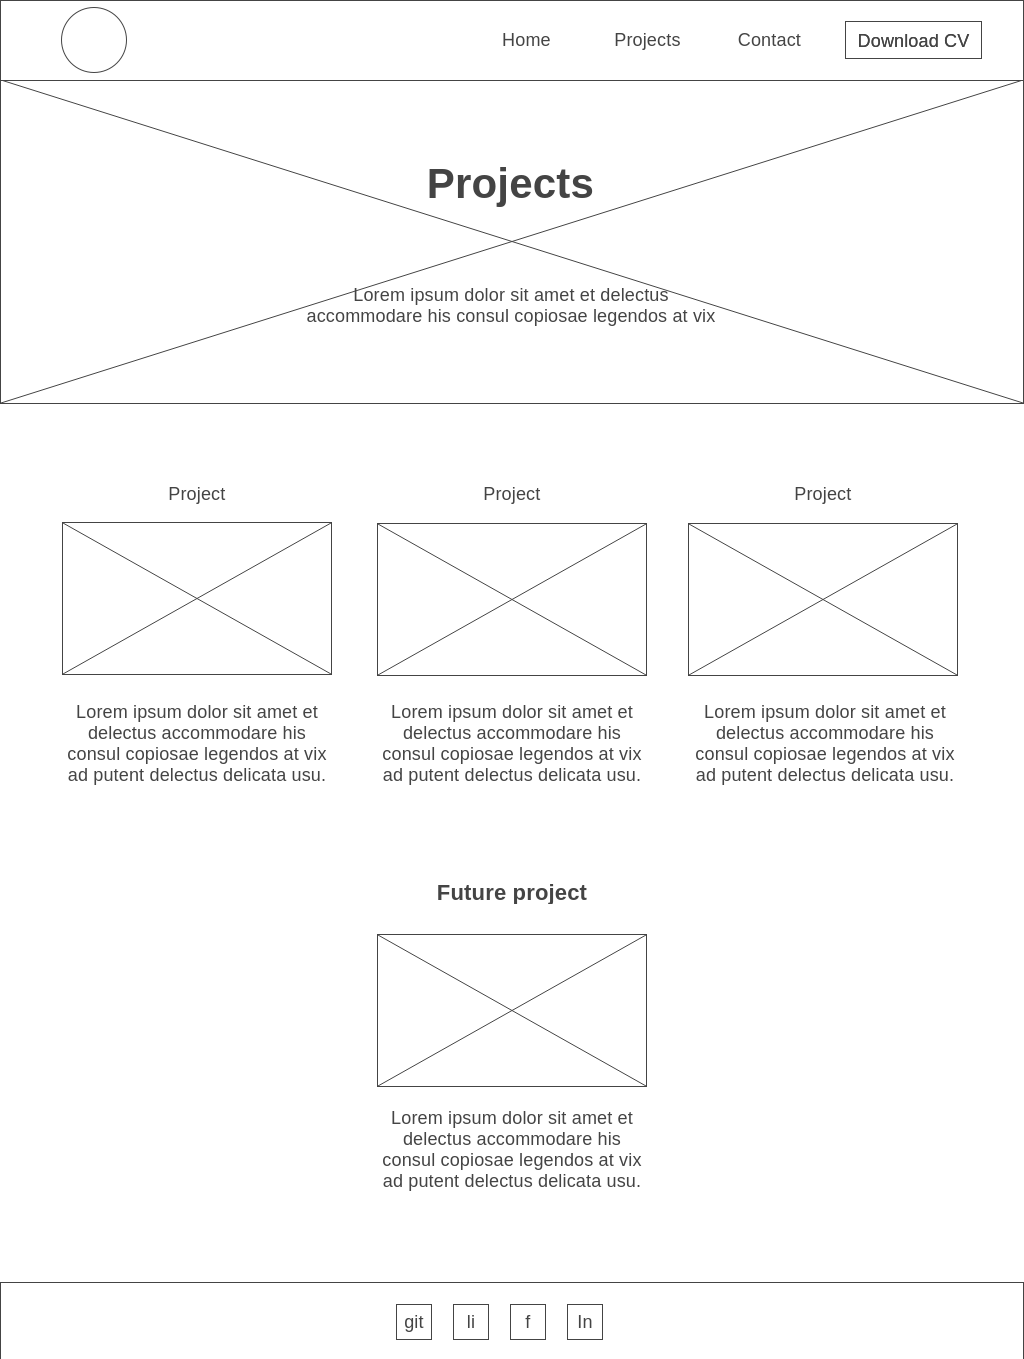 Home
Projects
Contact
Download CV
Projects
Lorem ipsum dolor sit amet et delectus
accommodare his consul copiosae legendos at vix
Project
Lorem ipsum dolor sit amet et
delectus accommodare his
consul copiosae legendos at vix
ad putent delectus delicata usu.
Project
Lorem ipsum dolor sit amet et
delectus accommodare his
consul copiosae legendos at vix
ad putent delectus delicata usu.
Project
Lorem ipsum dolor sit amet et
delectus accommodare his
consul copiosae legendos at vix
ad putent delectus delicata usu.
Future project
Lorem ipsum dolor sit amet et
delectus accommodare his
consul copiosae legendos at vix
ad putent delectus delicata usu.
git
li
f
In